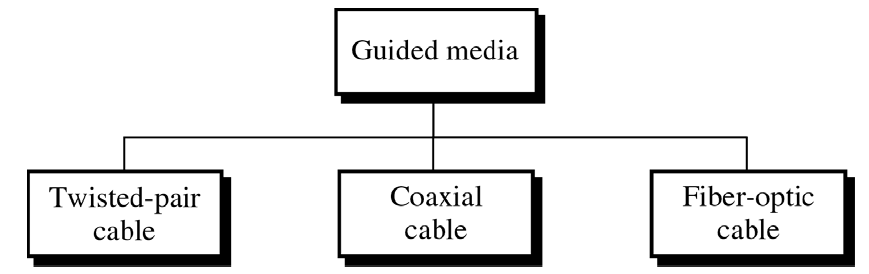 Guided media
Twisted-pair
cable
Coaxial
cable
Fiber-optic
cable